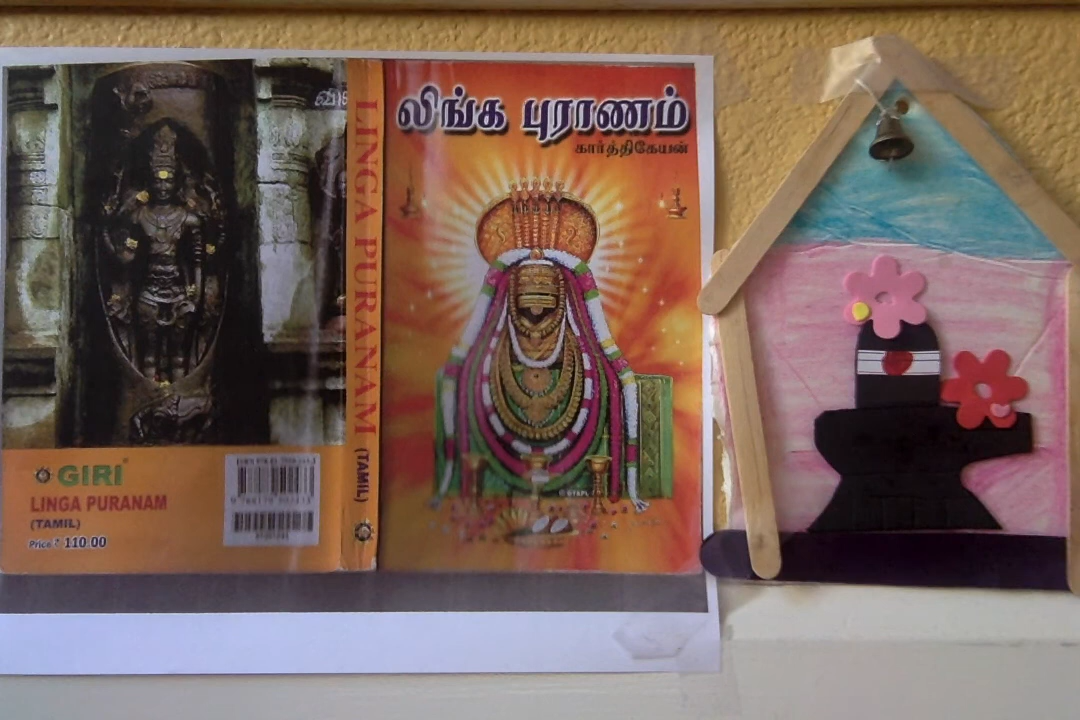 GIRI
LINGA PURANAM
(TAMIL)
Price ₹ 110.00
LINGA PURANAM (TAMIL)
லிங்க புராணம்
கார்த்திகேயன்